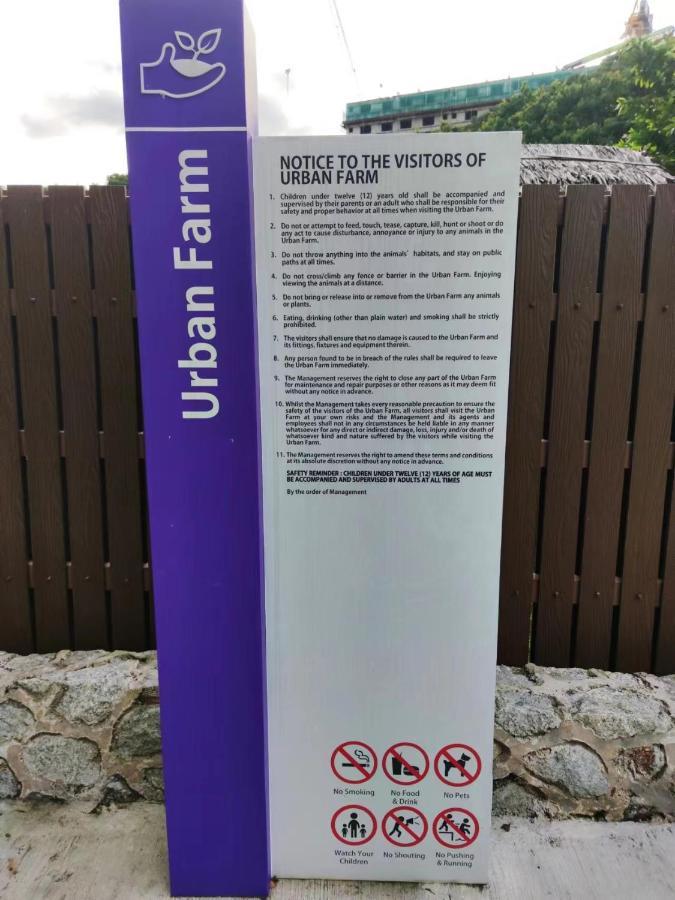 Urban Farm
NOTICE TO THE VISITORS OF
URBAN FARM
1. Children under twelve (12) years old shall be accompanied and
supervised by their parents or an adult who shall be responsible for their
safety and proper behavior at all times when visiting the Urban Farm.
2. Do not or attempt to feed, touch, tease, capture, kill, hunt or shoot or do
any act to cause disturbance, annoyance or injury to any animals in the
Urban Farm.
3. Do not throw anything into the animals' habitats, and stay on public
paths at all times.
4. Do not cross/climb any fence or barrier in the Urban Farm. Enjoying
viewing the animals at a distance.
5. Do not bring or release into or remove from the Urban Farm any animals
or plants.
6. Eating, drinking (other than plain water) and smoking shall be strictly
prohibited.
7. The visitors shall ensure that no damage is caused to the Urban Farm and
its fittings, fixtures and equipment therein.
8. Any person found to be in breach of the rules shall be required to leave
the Urban Farm immediately.
9. The Management reserves the right to close any part of the Urban Farm
for maintenance and repair purposes or other reasons as it may deem fit
without any notice in advance.
10. Whilst the Management takes every reasonable precaution to ensure the
safety of the visitors of the Urban Farm, all visitors shall visit the Urban
Farm at your own risks and the Management and its agents and
employees shall not in any circumstances be held liable in any manner
whatsoever for any direct or indirect damage, loss, injury and/or death of
whatsoever kind and nature suffered by the visitors while visiting the
Urban Farm.
11. The Management reserves the right to amend these terms and conditions
at its absolute discretion without any notice in advance.
SAFETY REMINDER : CHILDREN UNDER TWELVE (12) YEARS OF AGE MUST
BE ACCOMPANIED AND SUPERVISED BY ADULTS AT ALL TIMES
By the order of Management
No Smoking
No Food
& Drink
No Pets
Watch Your
Children
No Shouting
No Pushing
& Running